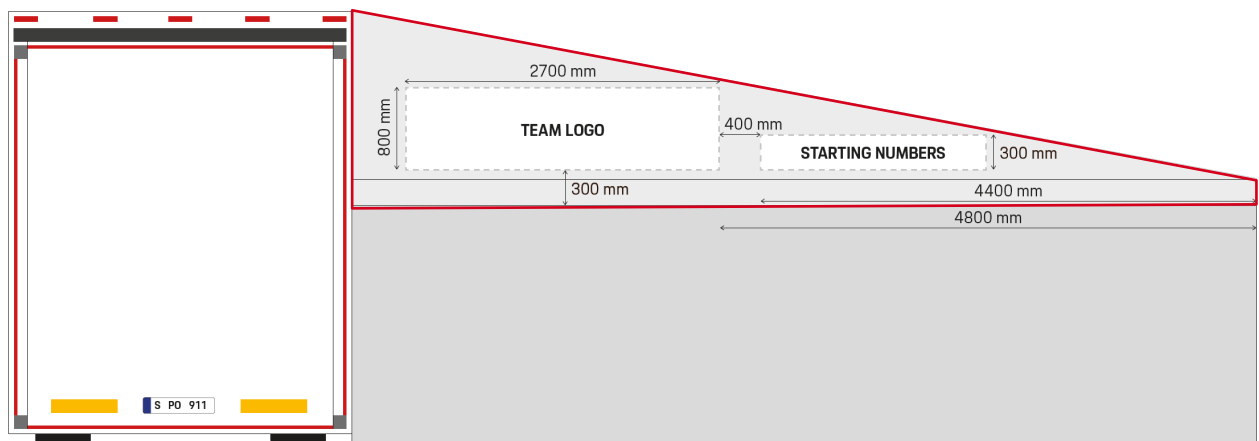 2700 mm
800 mm
TEAM LOGO
400 mm
STARTING NUMBERS
300 mm
300 mm
4400 mm
4800 mm
S PO 911